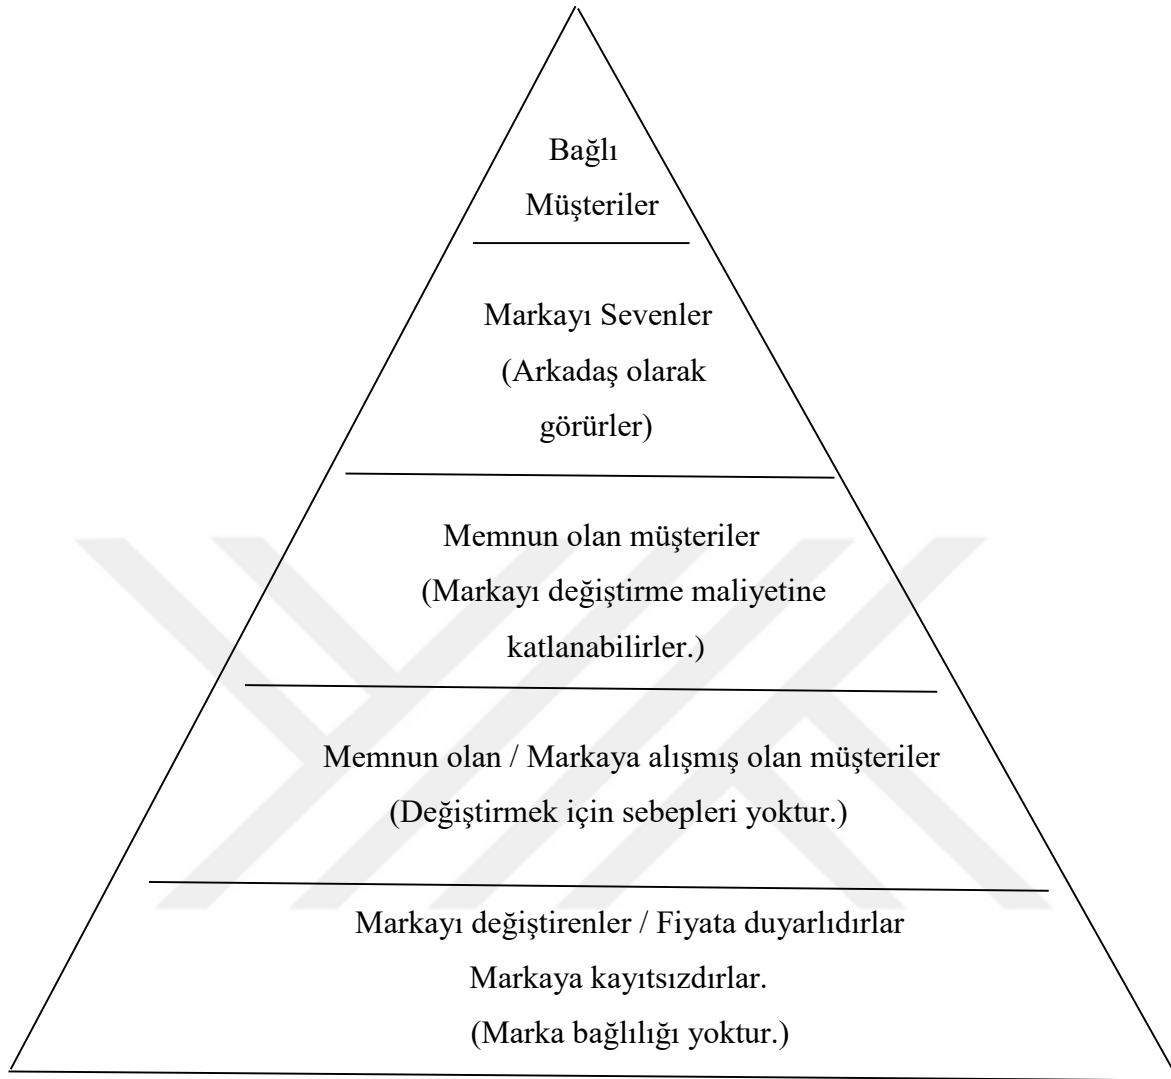 Bağlı
Müşteriler
Markayı Sevenler
(Arkadaş olarak
görürler)
Memnun olan müşteriler
(Markayı değiştirme maliyetine
katlanabilirler.)
Memnun olan / Markaya alışmış olan müşteriler
(Değiştirmek için sebepleri yoktur.)
Markayı değiştirenler / Fiyata duyarlıdırlar
Markaya kayıtsızdırlar.
(Marka bağlılığı yoktur.)